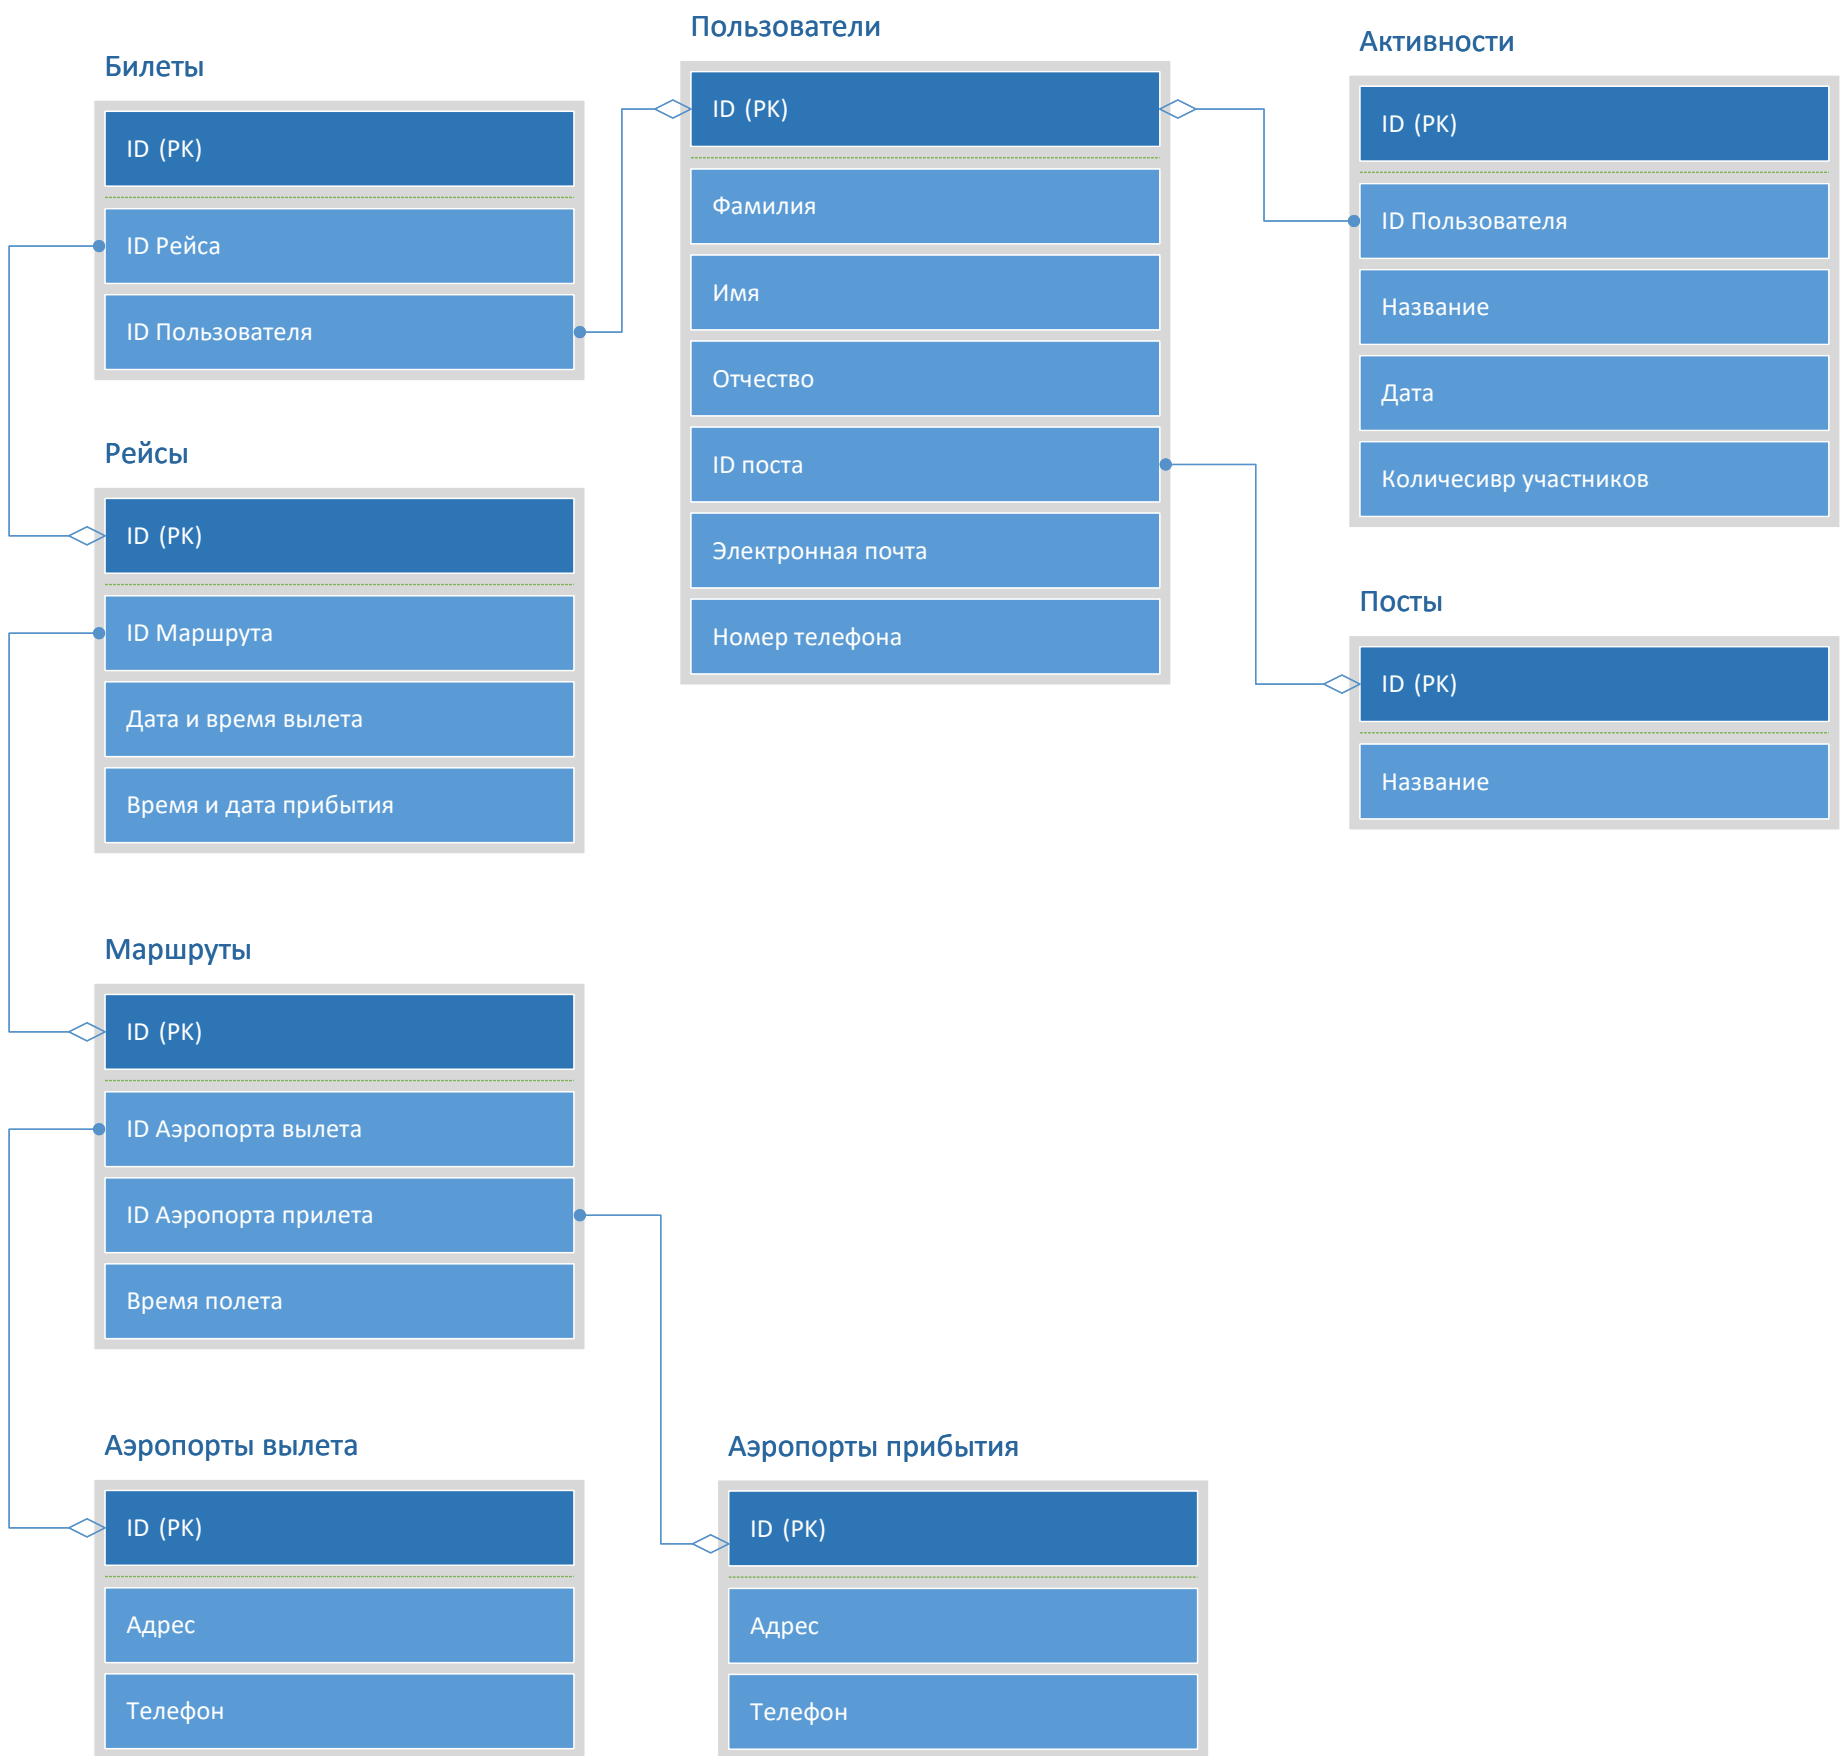 Билеты
ID (PK)
ID Рейса
ID Пользователя
Рейсы
ID (PK)
ID Маршрута
Дата и время вылета
Время и дата прибытия
Маршруты
ID (PK)
ID Аэропорта вылета
ID Аэропорта прилета
Время полета
Аэропорты вылета
ID (PK)
Адрес
Телефон
Пользователи
ID (PK)
Фамилия
Имя
Отчество
ID поста
Электронная почта
Номер телефона
Аэропорты прибытия
ID (PK)
Адрес
Телефон
Активности
ID (PK)
ID Пользователя
Название
Дата
Количесивр участников
Посты
ID (PK)
Название